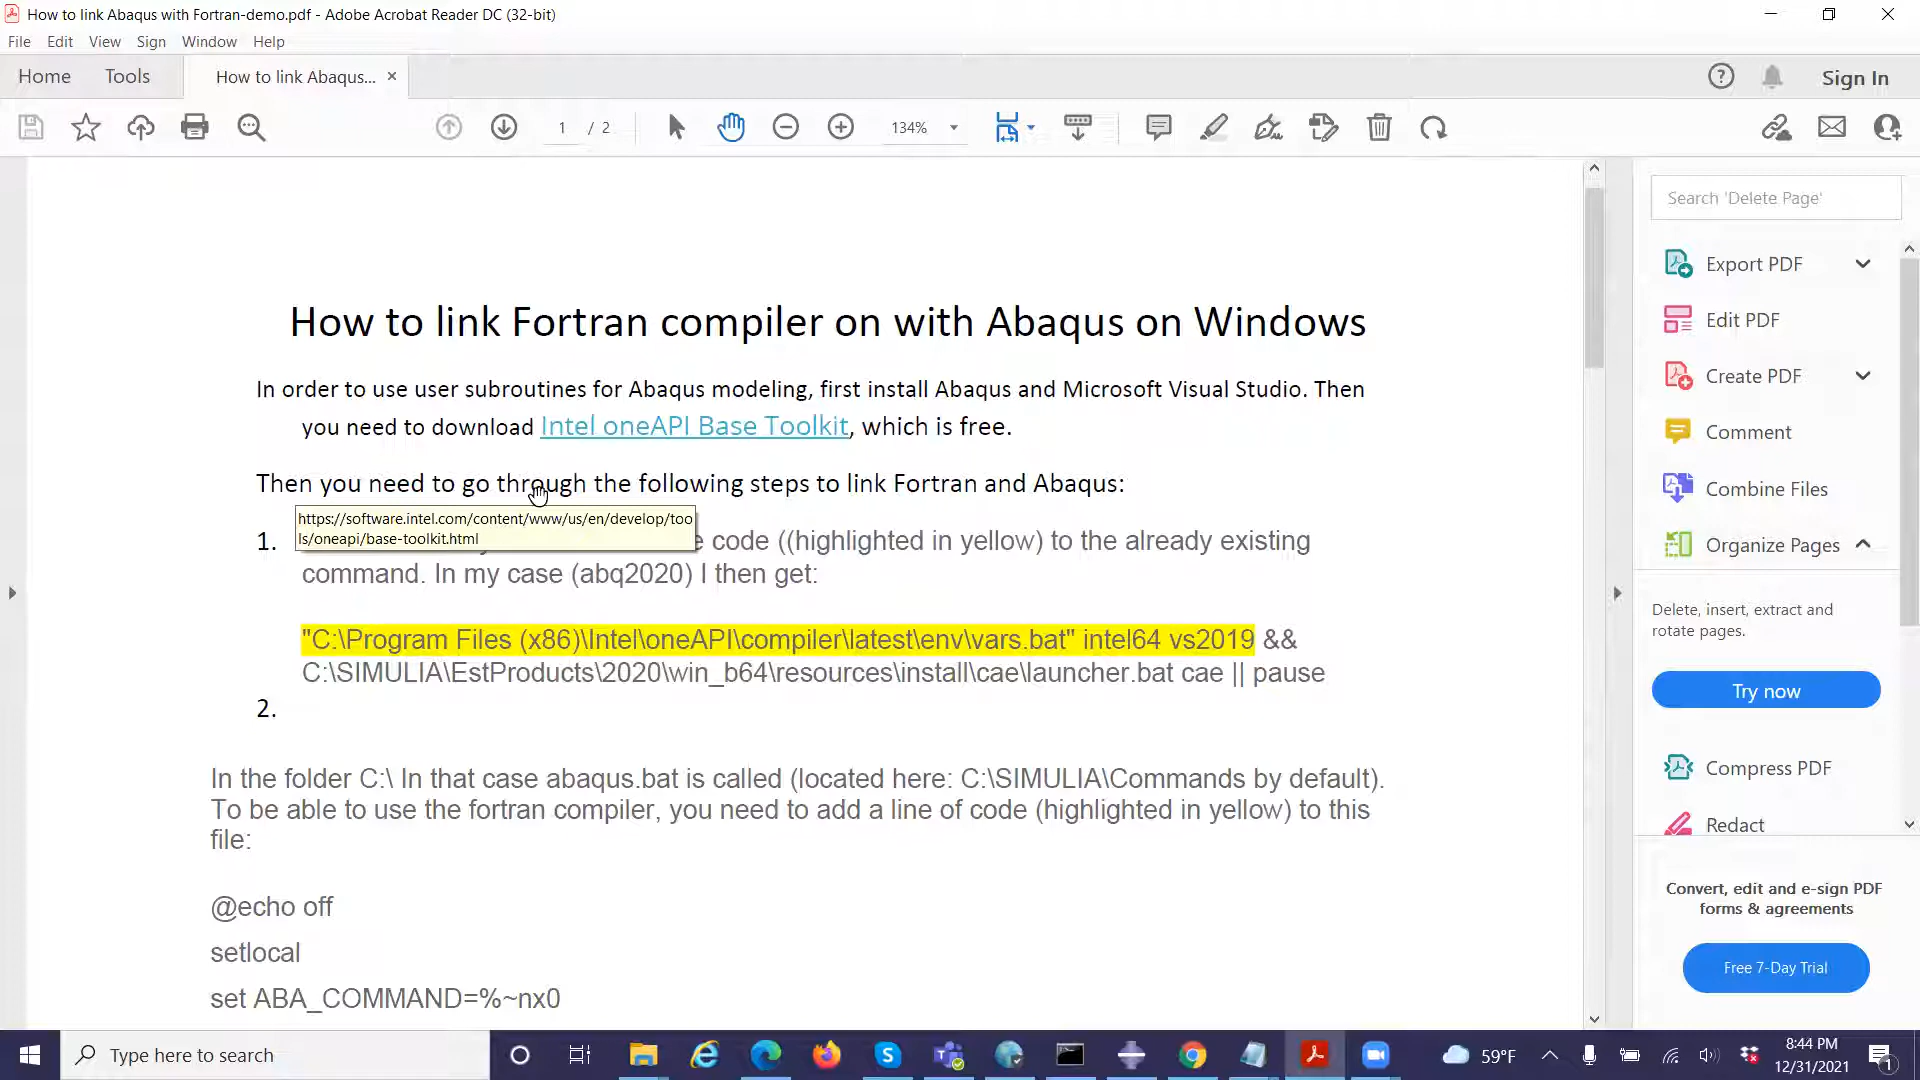 How to link Abaqus with Fortran-demo.pdf - Adobe Acrobat Reader DC (32-bit)
File Edit View Sign Window Help
Home Tools How to link Abaqus... × Sign In
1 / 2 134%
Search 'Delete Page'
Export PDF
Edit PDF
Create PDF
Comment
Combine Files
Organize Pages
Delete, insert, extract and
rotate pages.
Try now
Compress PDF
Redact
Convert, edit and e-sign PDF
forms & agreements
Free 7-Day Trial
How to link Fortran compiler on with Abaqus on Windows
In order to use user subroutines for Abaqus modeling, first install Abaqus and Microsoft Visual Studio. Then
you need to download Intel oneAPI Base Toolkit, which is free.
Then you need to go through the following steps to link Fortran and Abaqus:
https://software.intel.com/content/www/us/en/develop/too
ls/oneapi/base-toolkit.html
1. code ((highlighted in yellow) to the already existing
command. In my case (abq2020) I then get:
"C:\Program Files (x86)\Intel\oneAPI\compiler\latest\env\vars.bat" intel64 vs2019 &&
C:\SIMULIA\EstProducts\2020\win_b64\resources\install\cae\launcher.bat cae || pause
2.
In the folder C:\ In that case abaqus.bat is called (located here: C:\SIMULIA\Commands by default).
To be able to use the fortran compiler, you need to add a line of code (highlighted in yellow) to this
file:
@echo off
setlocal
set ABA_COMMAND=%~nx0
Type here to search
59°F
8:44 PM
12/31/2021
1